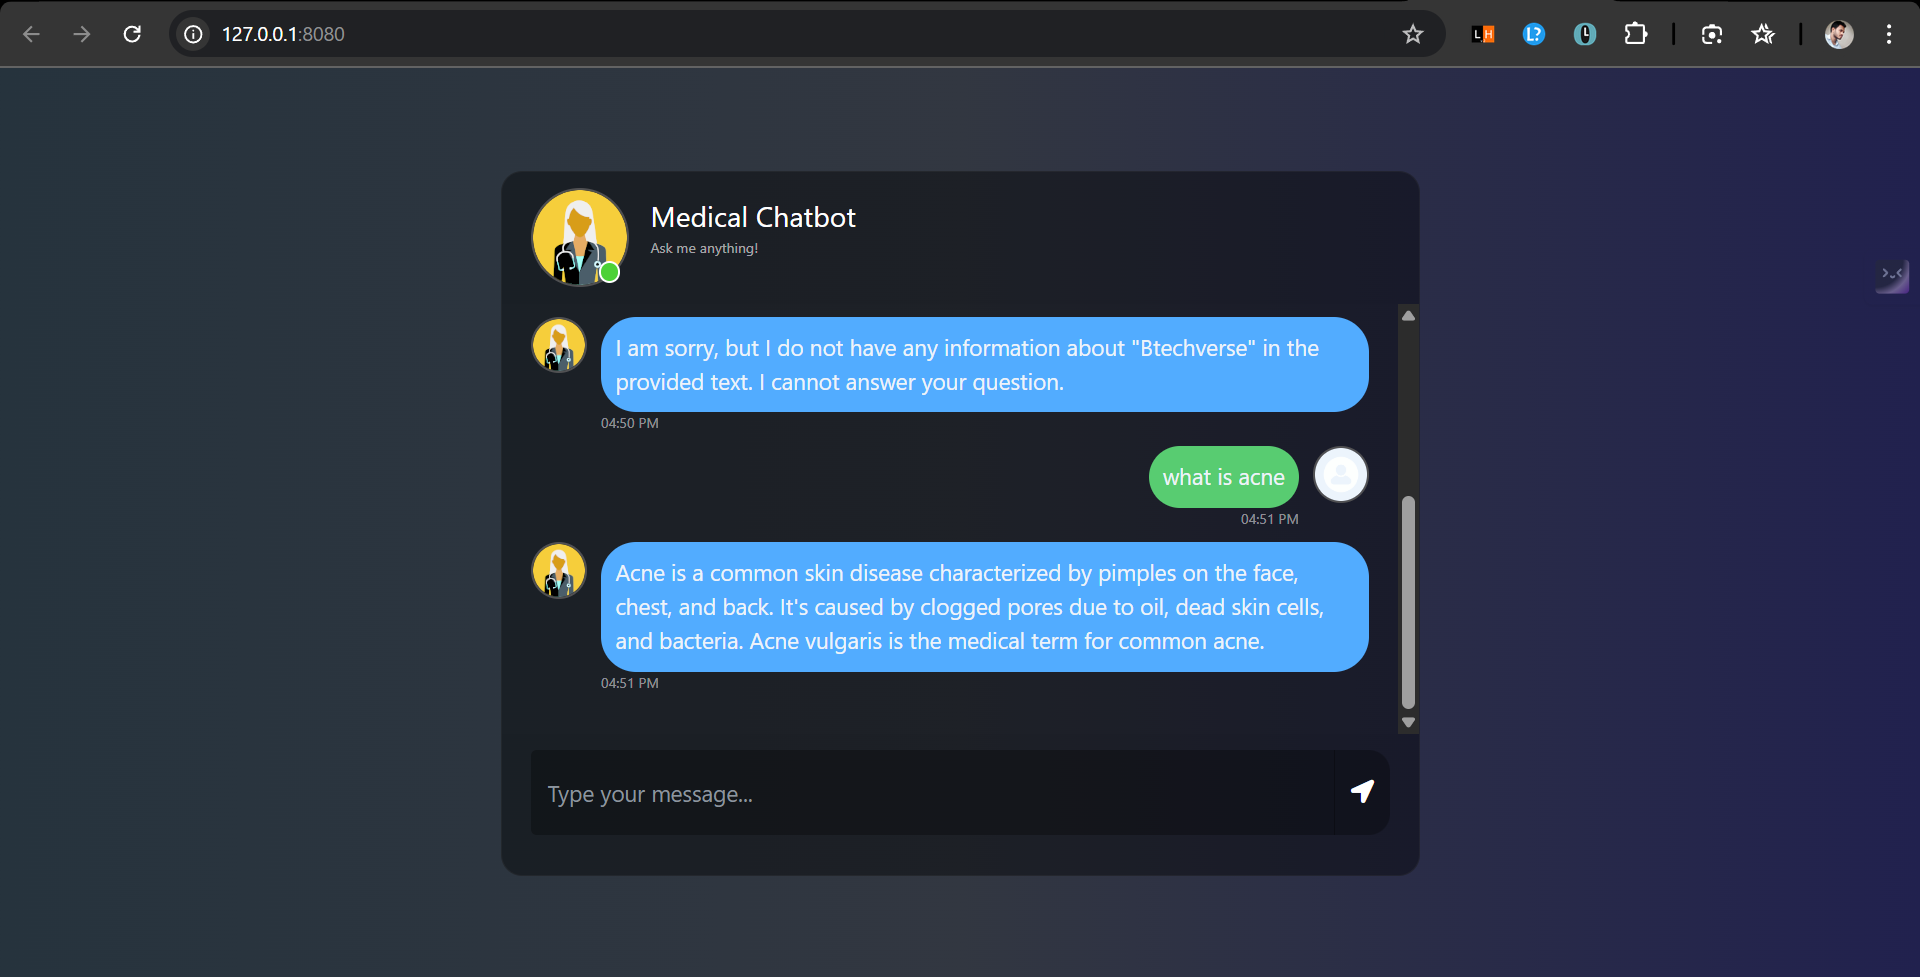 127.0.0.1:8080
LH
L?
Medical Chatbot
Ask me anything!
I am sorry, but I do not have any information about "Btechverse" in the
provided text. I cannot answer your question.
04:50 PM
what is acne
04:51 PM
Acne is a common skin disease characterized by pimples on the face,
chest, and back. It's caused by clogged pores due to oil, dead skin cells,
and bacteria. Acne vulgaris is the medical term for common acne.
04:51 PM
Type your message...